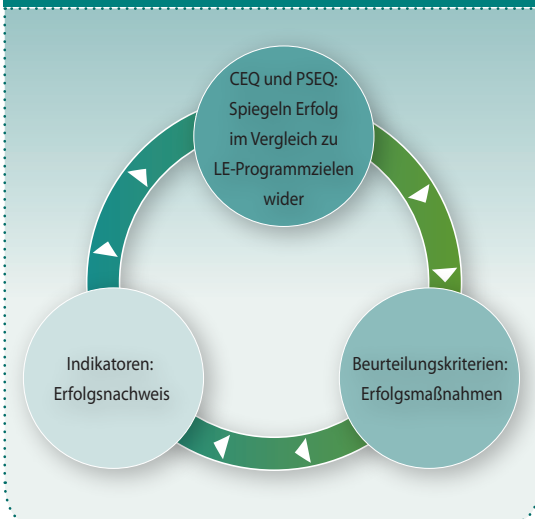 CEQ und PSEQ:
Spiegeln Erfolg
im Vergleich zu
LE-Programmzielen
wider
Indikatoren:
Erfolgsnachweis
Beurteilungskriterien:
Erfolgsmaßnahmen